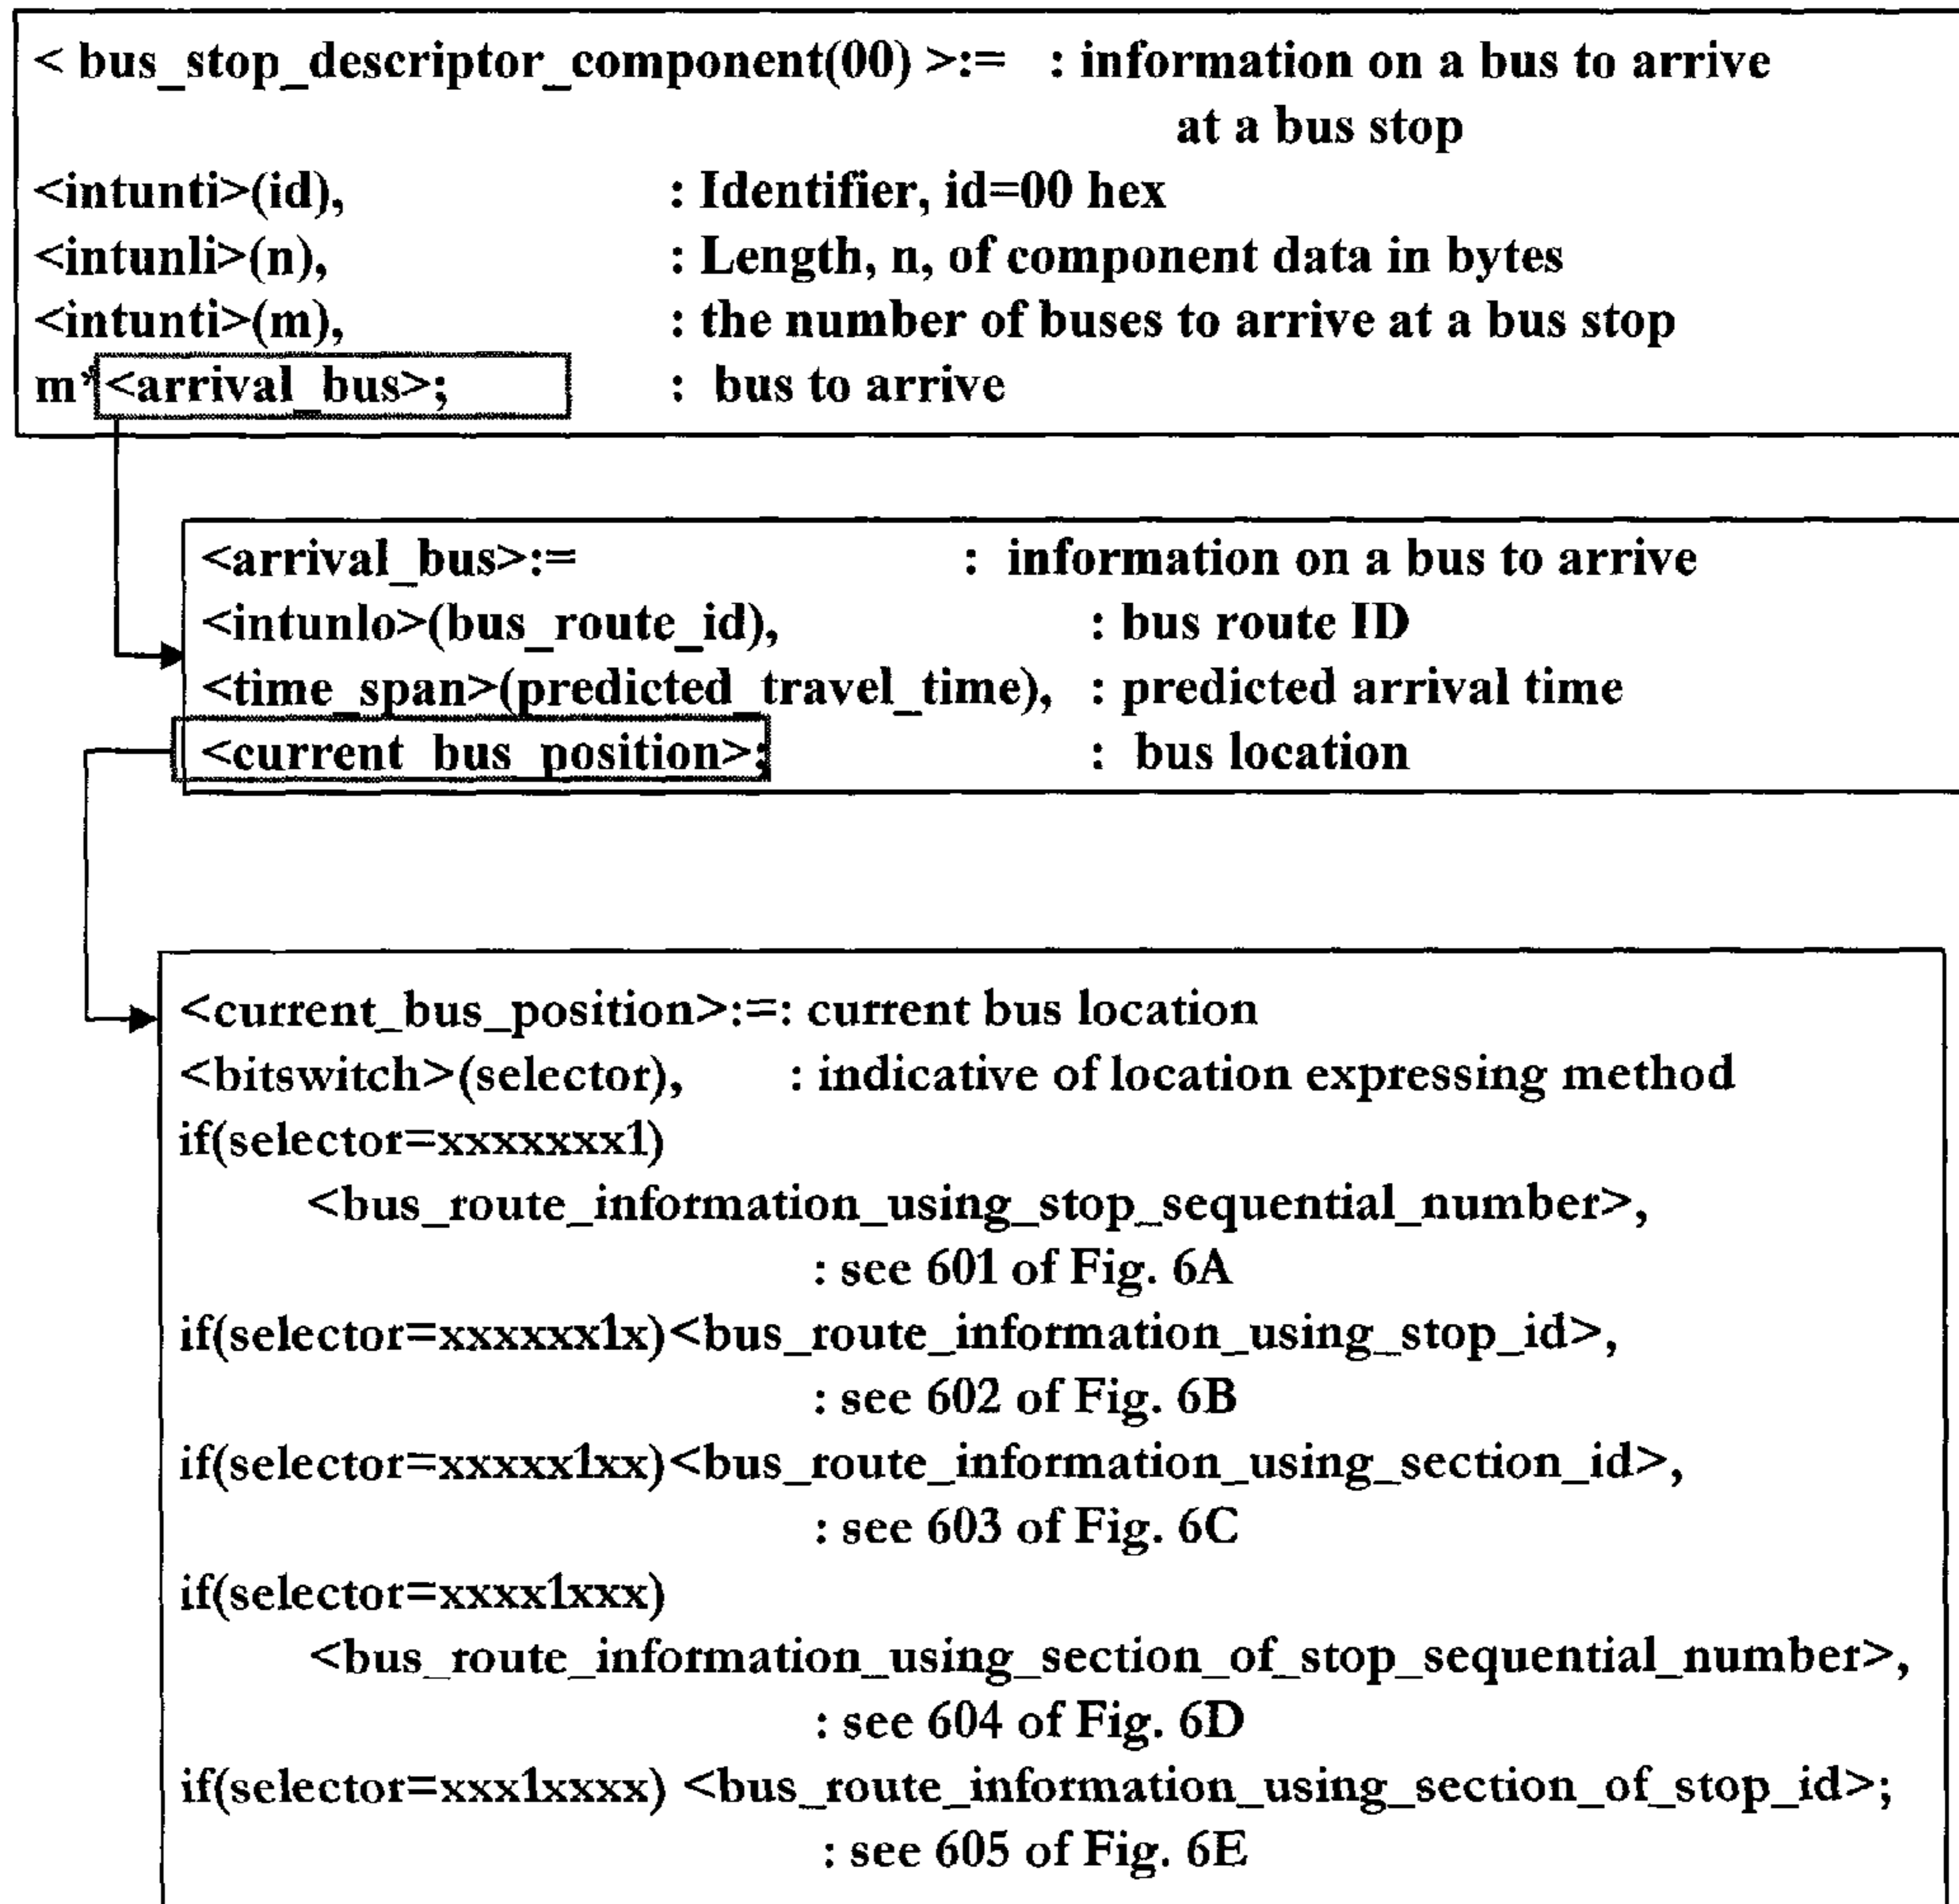 < bus_stop_descriptor_component(00) >:= : information on a bus to arrive
at a bus stop
<intunti>(id), : Identifier, id=00 hex
<intunli>(n), : Length, n, of component data in bytes
<intunti>(m), : the number of buses to arrive at a bus stop
m*<arrival_bus>; : bus to arrive
<arrival_bus>:= : information on a bus to arrive
<intunlo>(bus_route_id), : bus route ID
<time_span>(predicted_travel_time), : predicted arrival time
<current_bus_position>; : bus location
<current_bus_position>:=: current bus location
<bitswitch>(selector), : indicative of location expressing method
if(selector=xxxxxxx1)
<bus_route_information_using_stop_sequential_number>,
: see 601 of Fig. 6A
if(selector=xxxxxx1x)<bus_route_information_using_stop_id>,
: see 602 of Fig. 6B
if(selector=xxxxx1xx)<bus_route_information_using_section_id>,
: see 603 of Fig. 6C
if(selector=xxxx1xxx)
<bus_route_information_using_section_of_stop_sequential_number>,
: see 604 of Fig. 6D
if(selector=xxx1xxxx) <bus_route_information_using_section_of_stop_id>;
: see 605 of Fig. 6E